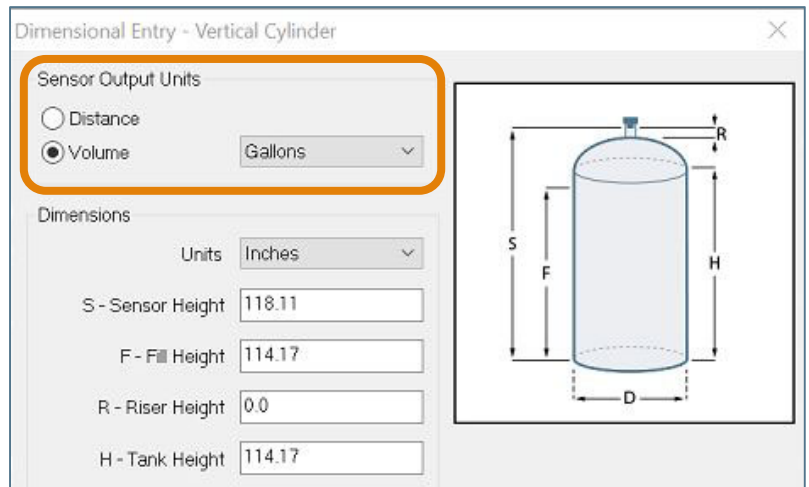 Dimensional Entry - Vertical Cylinder
Sensor Output Units
Distance
Volume Gallons
Dimensions
Units Inches
S - Sensor Height 118.11
F - Fill Height 114.17
R - Riser Height 0.0
H - Tank Height 114.17
R
S
F
H
D